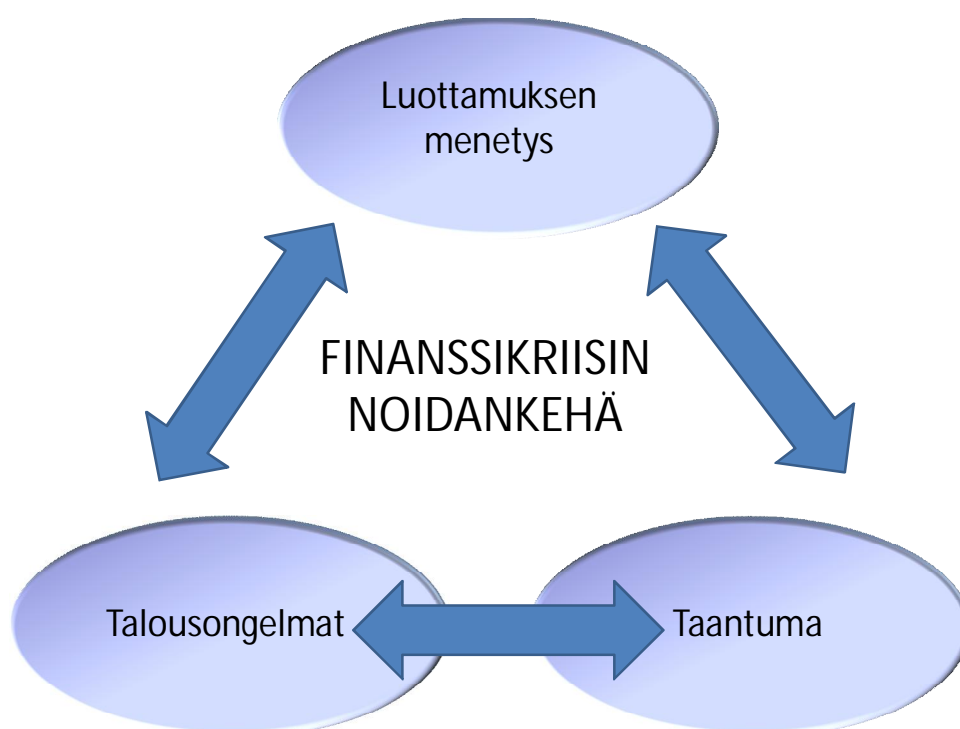 Luottamuksen
menetys
FINANSSIKRIISIN
NOIDANKEHÄ
Talousongelmat
Taantuma